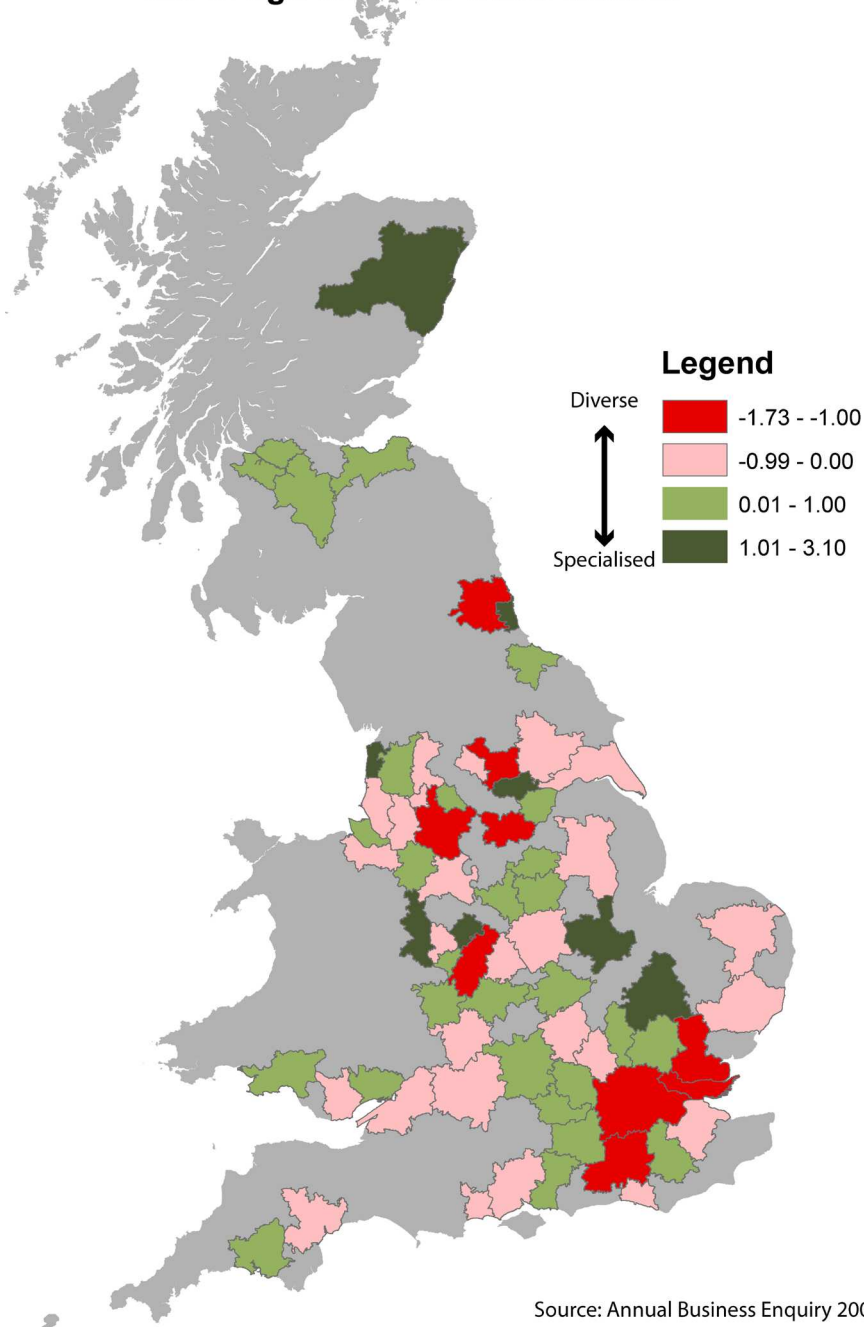 Legend
Diverse
-1.73 - -1.00
-0.99 - 0.00
0.01 - 1.00
1.01 - 3.10
Specialised
Source: Annual Business Enquiry